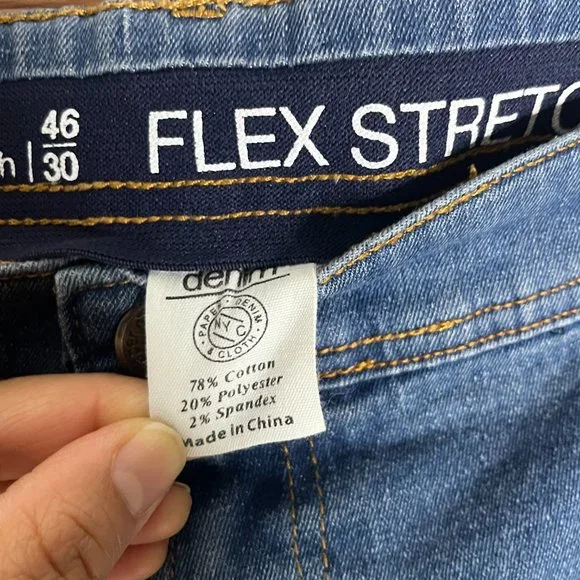 46
h | 30
FLEX STRETC
denim
PAPER · DENIM & CLOTH ·
NYC
78% Cotton
20% Polyester
2% Spandex
Made in China